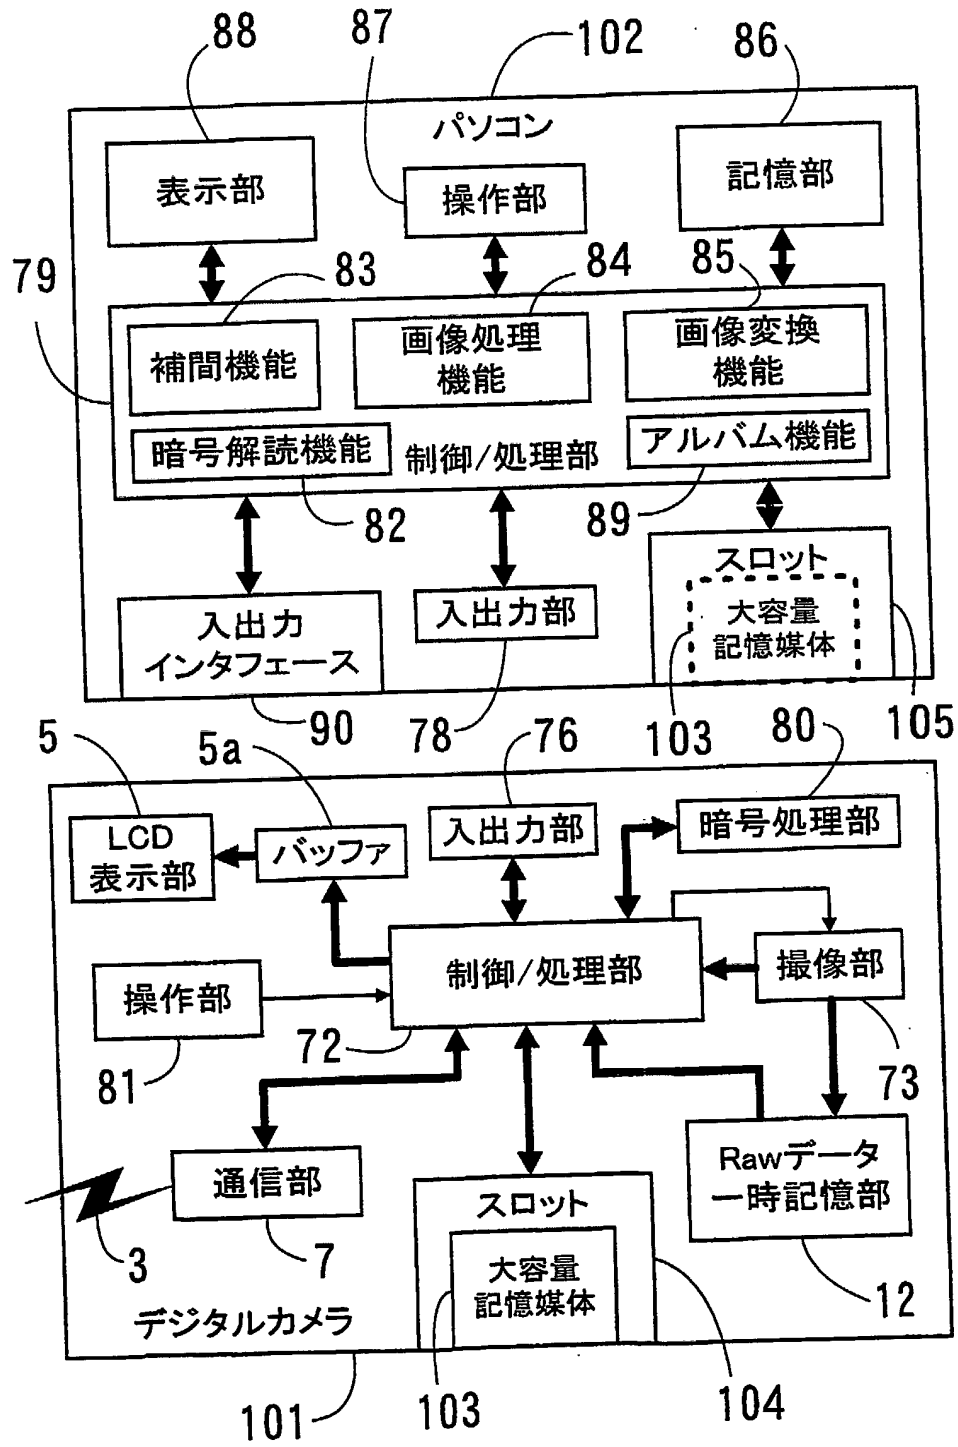 88
87
102
86
パソコン
表示部
操作部
記憶部
79
83
84
85
補間機能
画像処理
機能
画像変換
機能
暗号解読機能
制御/処理部
アルバム機能
82
89
入出力
インタフェース
入出力部
スロット
大容量
記憶媒体
90
78
103
105
5
5a
76
80
LCD
表示部
バッファ
入出力部
暗号処理部
操作部
制御/処理部
撮像部
81
72
73
通信部
スロット
大容量
記憶媒体
Rawデータ
一時記憶部
3
7
12
デジタルカメラ
101
103
104